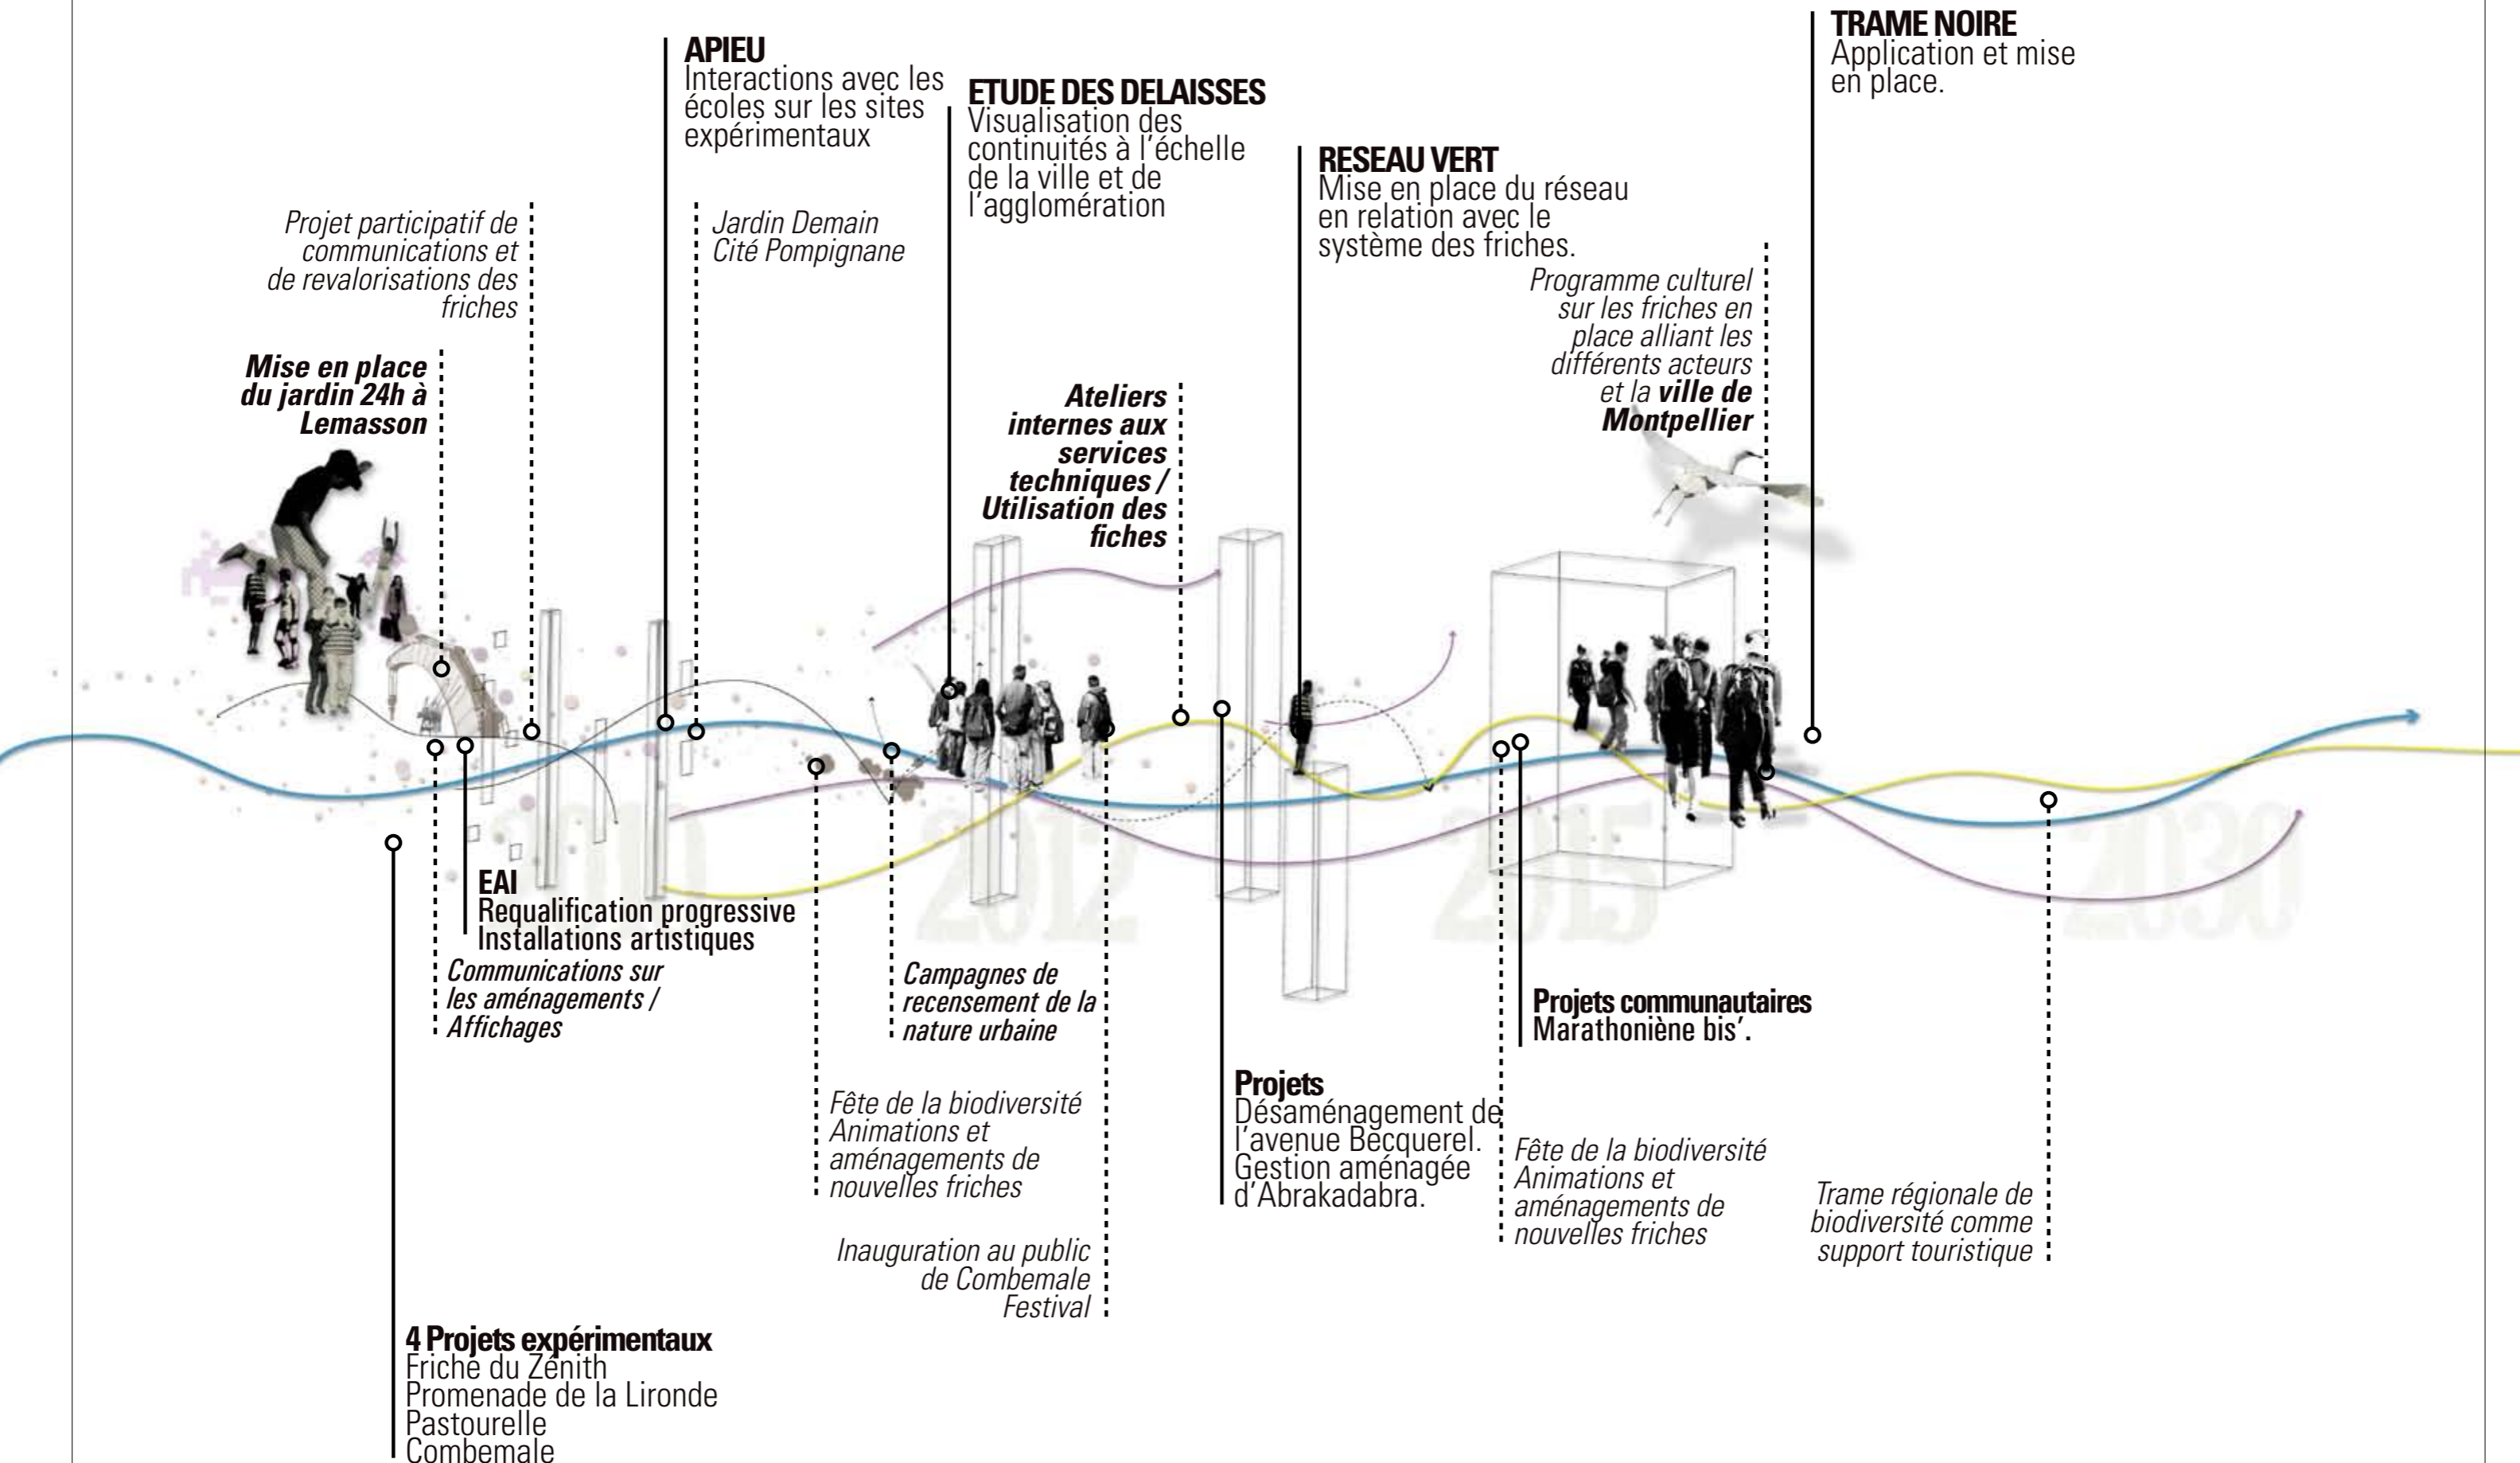 TRAME NOIRE
Application et mise
en place.
APIEU
Interactions avec les
écoles sur les sites
expérimentaux
ETUDE DES DELAISSES
Visualisation des
continuités à l'échelle
de la ville et de
l'agglomération
RESEAU VERT
Mise en place du réseau
en relation avec le
système des friches.
Projet participatif de
communications et
de revalorisations des
friches
Jardin Demain
Cité Pompignane
Programme culturel
sur les friches en
place alliant les
différents acteurs
et la ville de
Montpellier
Mise en place
du jardin 24h à
Lemasson
Ateliers
internes aux
services
techniques /
Utilisation des
fiches
2010
2012
2015
2030
EAI
Requalification progressive
Installations artistiques
Communications sur
les aménagements /
Affichages
Campagnes de
recensement de la
nature urbaine
Projets communautaires
Marathoniène bis'.
Projets
Désaménagement de
l'avenue Becquerel.
Gestion aménagée
d'Abrakadabra.
Fête de la biodiversité
Animations et
aménagements de
nouvelles friches
Fête de la biodiversité
Animations et
aménagements de
nouvelles friches
Trame régionale de
biodiversité comme
support touristique
Inauguration au public
de Combemale
Festival
4 Projets expérimentaux
Friche du Zénith
Promenade de la Lironde
Pastourelle
Combemale